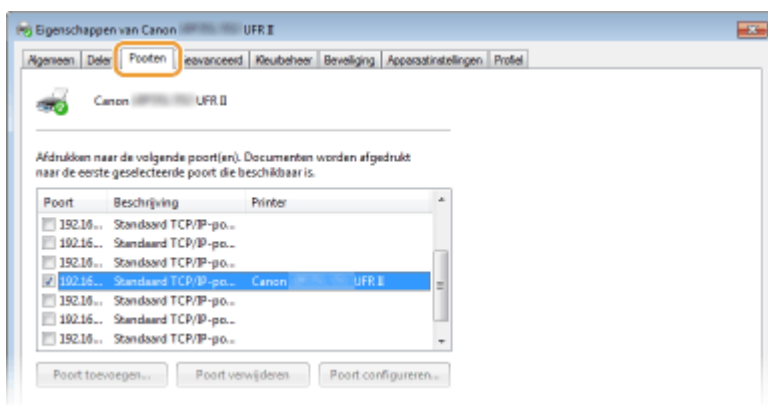 Eigenschappen van Canon UFR II
Algemeen Delen Poorten Geavanceerd Kleurbeheer Beveiliging Apparaatinstellingen Profiel
Canon UFR II
Afdrukken naar de volgende poort(en). Documenten worden afgedrukt
naar de eerste geselecteerde poort die beschikbaar is.
Poort Beschrijving Printer
192.16... Standaard TCP/IP-po...
192.16... Standaard TCP/IP-po...
192.16... Standaard TCP/IP-po...
192.16... Standaard TCP/IP-po... Canon UFR II
192.16... Standaard TCP/IP-po...
192.16... Standaard TCP/IP-po...
192.16... Standaard TCP/IP-po...
Poort toevoegen... Poort verwijderen Poort configureren...